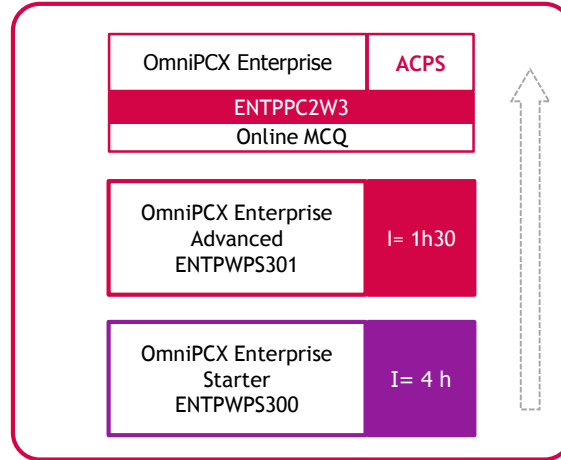 OmniPCX Enterprise
ACPS
ENTPPC2W3
Online MCQ
OmniPCX Enterprise
Advanced
ENTPWPS301
I= 1h30
OmniPCX Enterprise
Starter
ENTPWPS300
I= 4 h